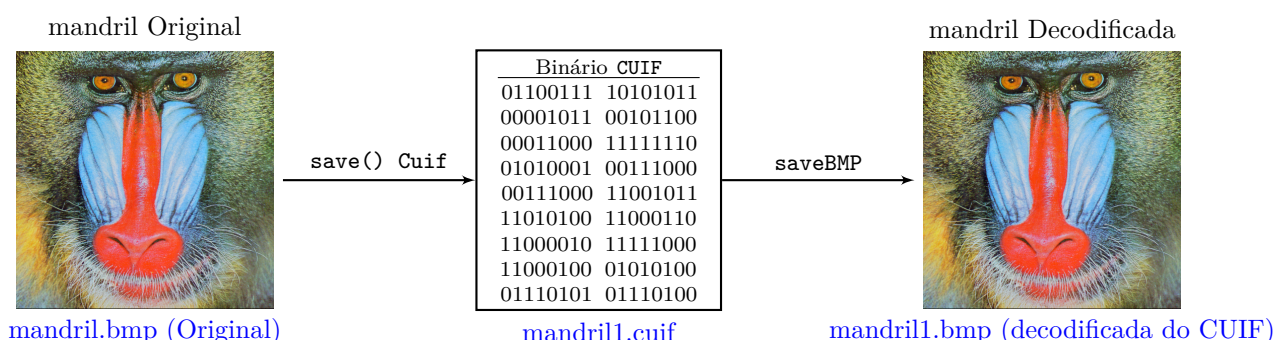 mandril Original
mandril.bmp (Original)
save() Cuif
Binário CUIF
01100111 10101011
00001011 00101100
00011000 11111110
01010001 00111000
00111000 11001011
11010100 11000110
11000010 11111000
11000100 01010100
01110101 01110100
mandril1.cuif
saveBMP
mandril Decodificada
mandril1.bmp (decodificada do CUIF)